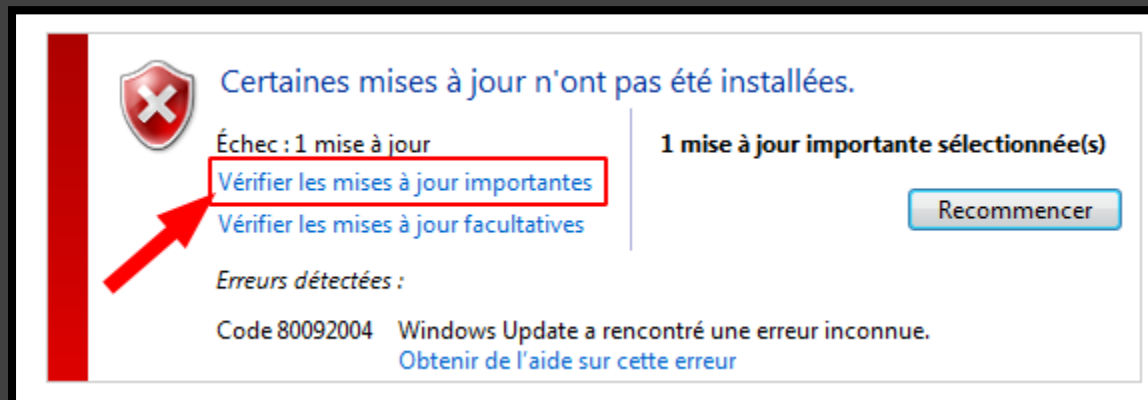 Certaines mises à jour n'ont pas été installées.
Échec : 1 mise à jour
Vérifier les mises à jour importantes
Vérifier les mises à jour facultatives
1 mise à jour importante sélectionnée(s)
Recommencer
Erreurs détectées :
Code 80092004 Windows Update a rencontré une erreur inconnue.
Obtenir de l'aide sur cette erreur